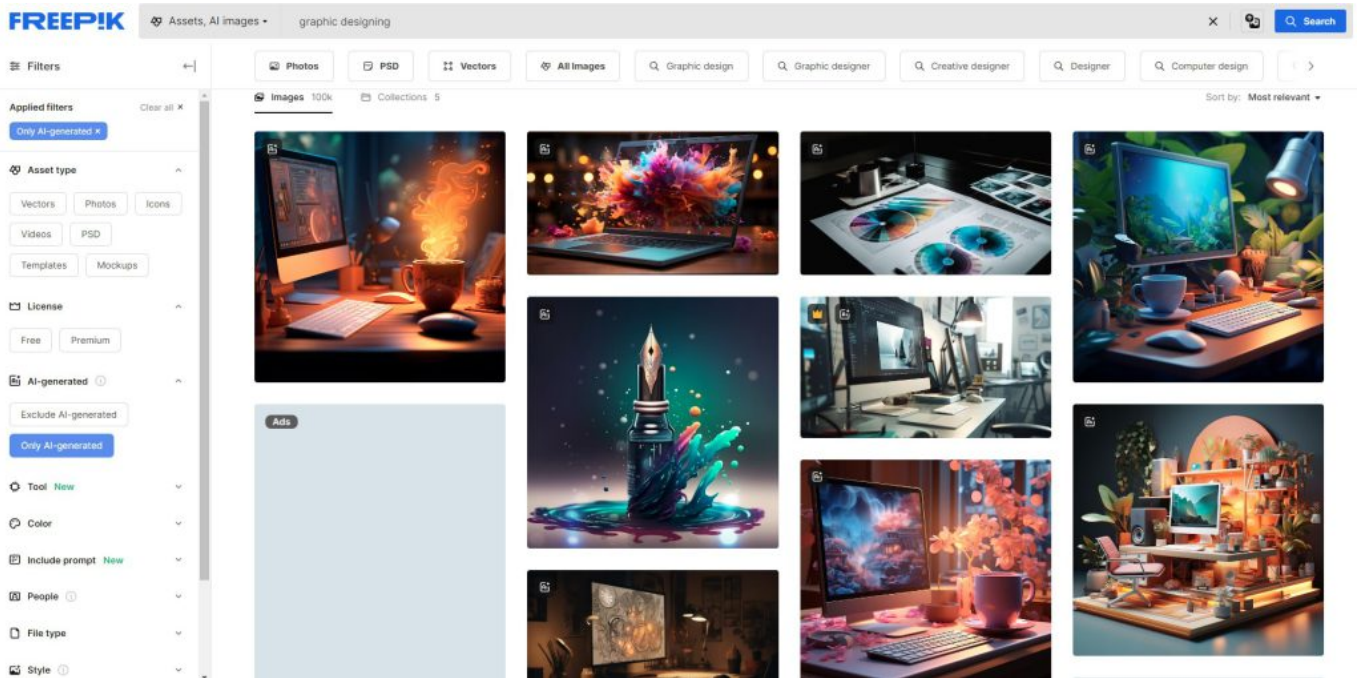 FREEP!K
Assets, AI images
graphic designing
Search
Filters
Photos
PSD
Vectors
All Images
Graphic design
Graphic designer
Creative designer
Designer
Computer design
Applied filters
Clear all ×
Only AI-generated ×
Images 100k
Collections 5
Sort by: Most relevant
Asset type
Vectors
Photos
Icons
Videos
PSD
Templates
Mockups
License
Free
Premium
AI-generated
Exclude AI-generated
Only AI-generated
Tool New
Color
Include prompt New
People
File type
Style
Ads